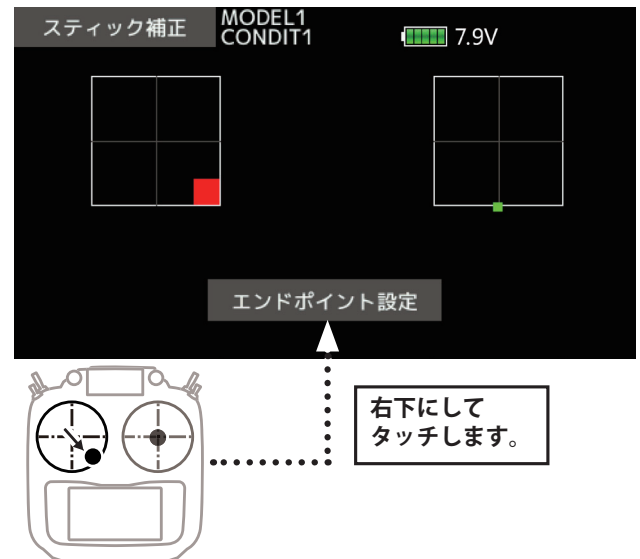 スティック補正
MODEL1
CONDIT1
7.9V
エンドポイント設定
右下にして
タッチします。